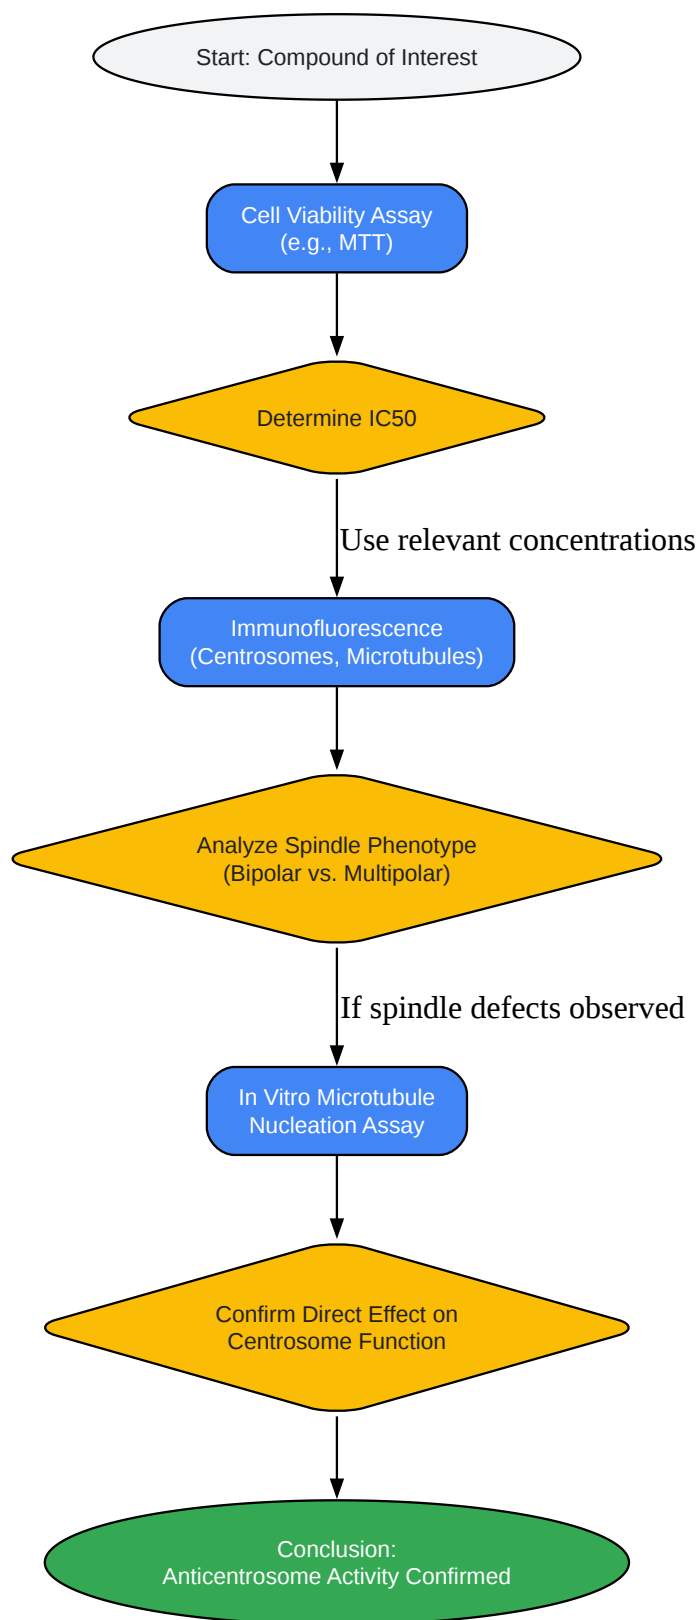 Start: Compound of Interest
Cell Viability Assay
(e.g., MTT)
Determine IC50
Use relevant concentrations
Immunofluorescence
(Centrosomes, Microtubules)
Analyze Spindle Phenotype
(Bipolar vs. Multipolar)
If spindle defects observed
In Vitro Microtubule
Nucleation Assay
Confirm Direct Effect on
Centrosome Function
Conclusion:
Anticentrosome Activity Confirmed